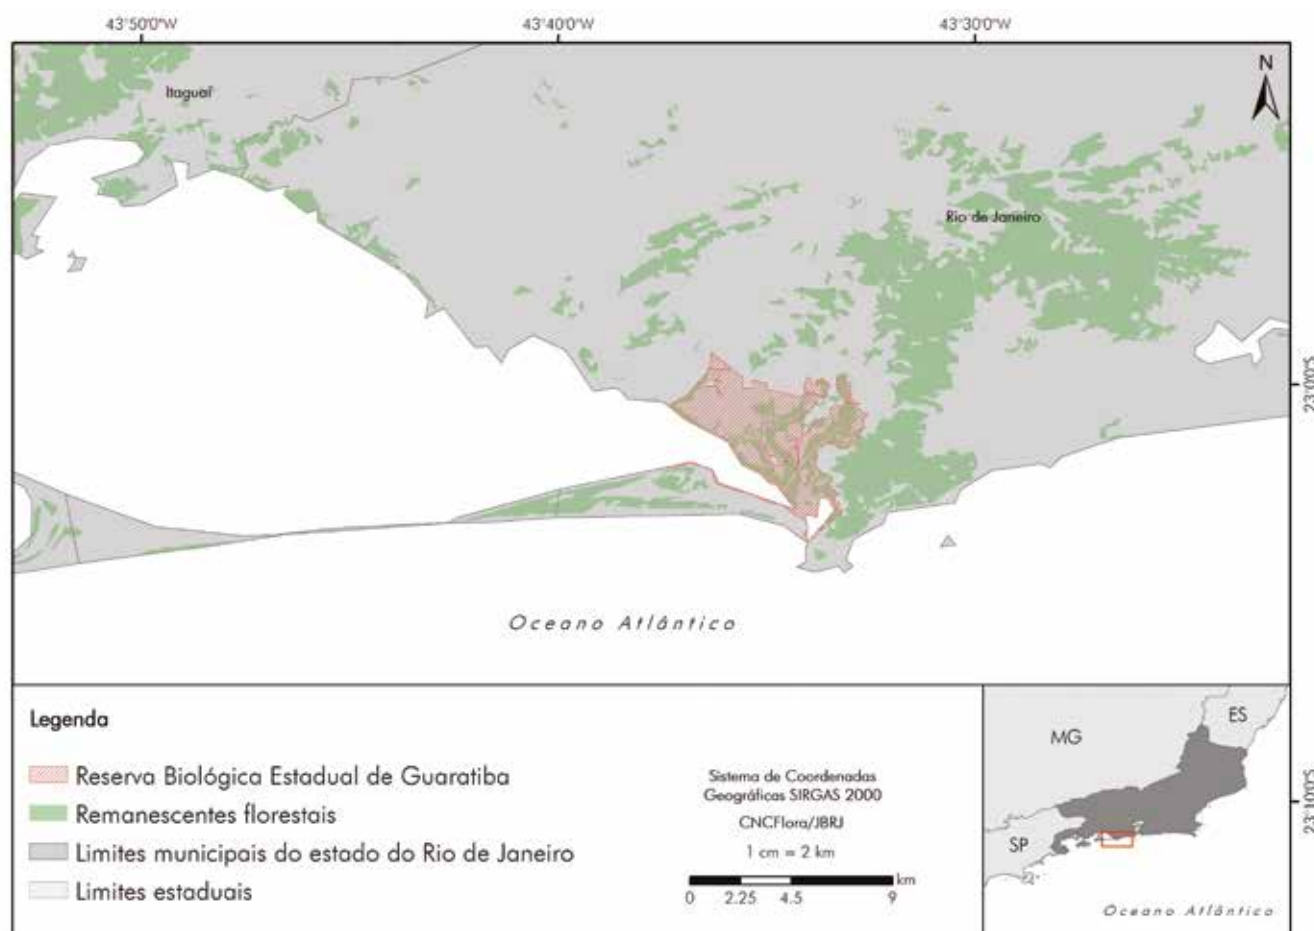 43°50'0"W
43°40'0"W
43°30'0"W
N
Itaguaí
Rio de Janeiro
23°0'0"S
Oceano Atlântico
Legenda
Reserva Biológica Estadual de Guaratiba
Remanescentes florestais
Limites municipais do estado do Rio de Janeiro
Limites estaduais
Sistema de Coordenadas
Geográficas SIRGAS 2000
CNCFlora/JBRJ
1 cm = 2 km
km
0 2.25 4.5 9
MG
ES
SP
Oceano Atlântico
23°10'0"S